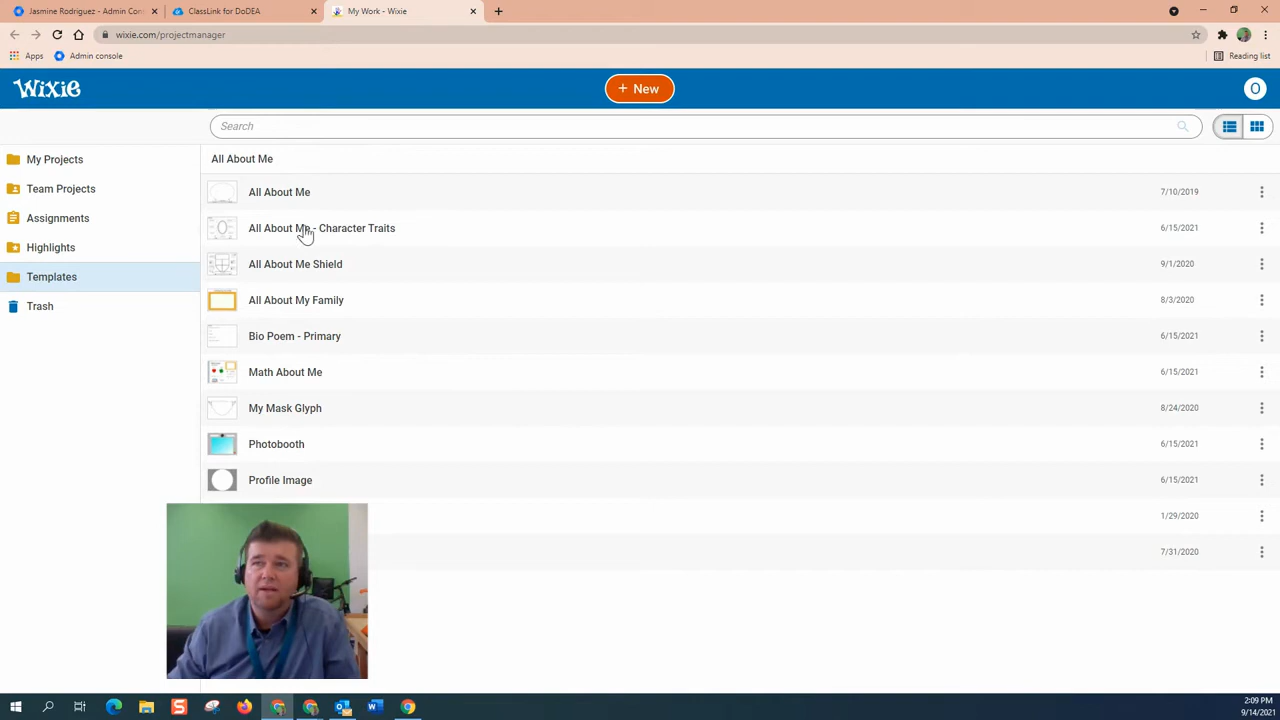 Jasmine Rodriguez - Admin Con
ClassLink for DoDEA
My Work - Wixie
wixie.com/projectmanager
Apps
Admin console
Reading list
Wixie
+ New
O
Search
My Projects
Team Projects
Assignments
Highlights
Templates
Trash
All About Me
All About Me 7/10/2019
All About Me - Character Traits 6/15/2021
All About Me Shield 9/1/2020
All About My Family 8/3/2020
Bio Poem - Primary 6/15/2021
Math About Me 6/15/2021
My Mask Glyph 8/24/2020
Photobooth 6/15/2021
Profile Image 6/15/2021
1/29/2020
7/31/2020
2:09 PM
9/14/2021